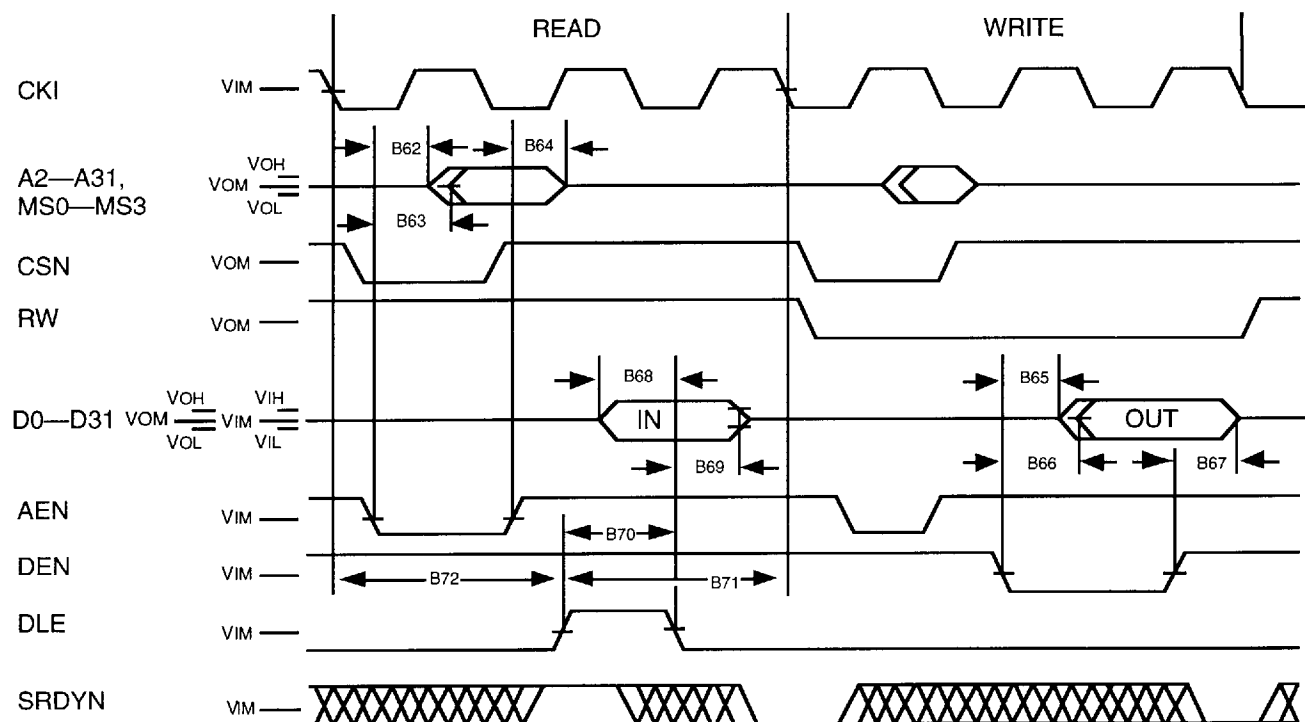 READ WRITE
CKI VIM
B62 B64
VOH
A2—A31, VOM
MS0—MS3 VOL
B63
CSN VOM
RW VOM
B68 B65
VOH VIH
D0—D31 VOM VIM IN OUT
VOL VIL
B69 B66 B67
AEN VIM
B70
DEN VIM B72 B71
DLE VIM
SRDYN VIM